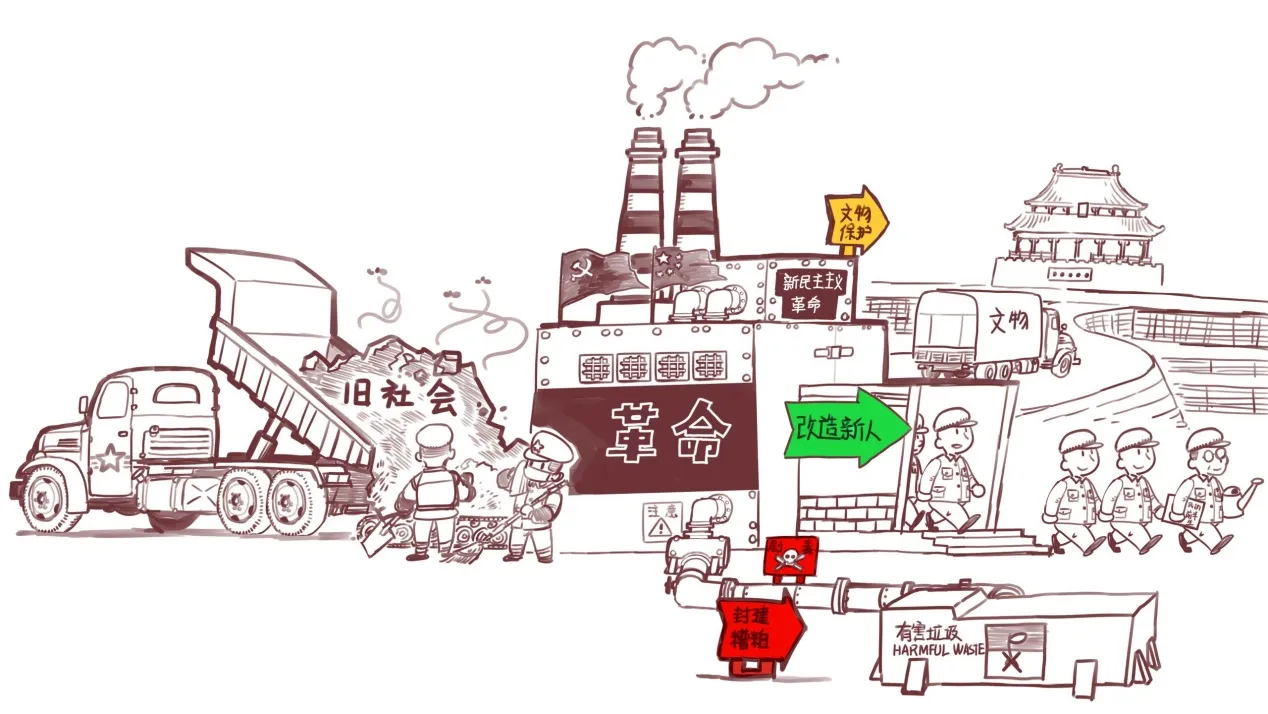 旧社会
革命
新民主主义
革命
文物
保护
文物
改造新人
注意
剧毒
封建
糟粕
有害垃圾
HARMFUL WASTE